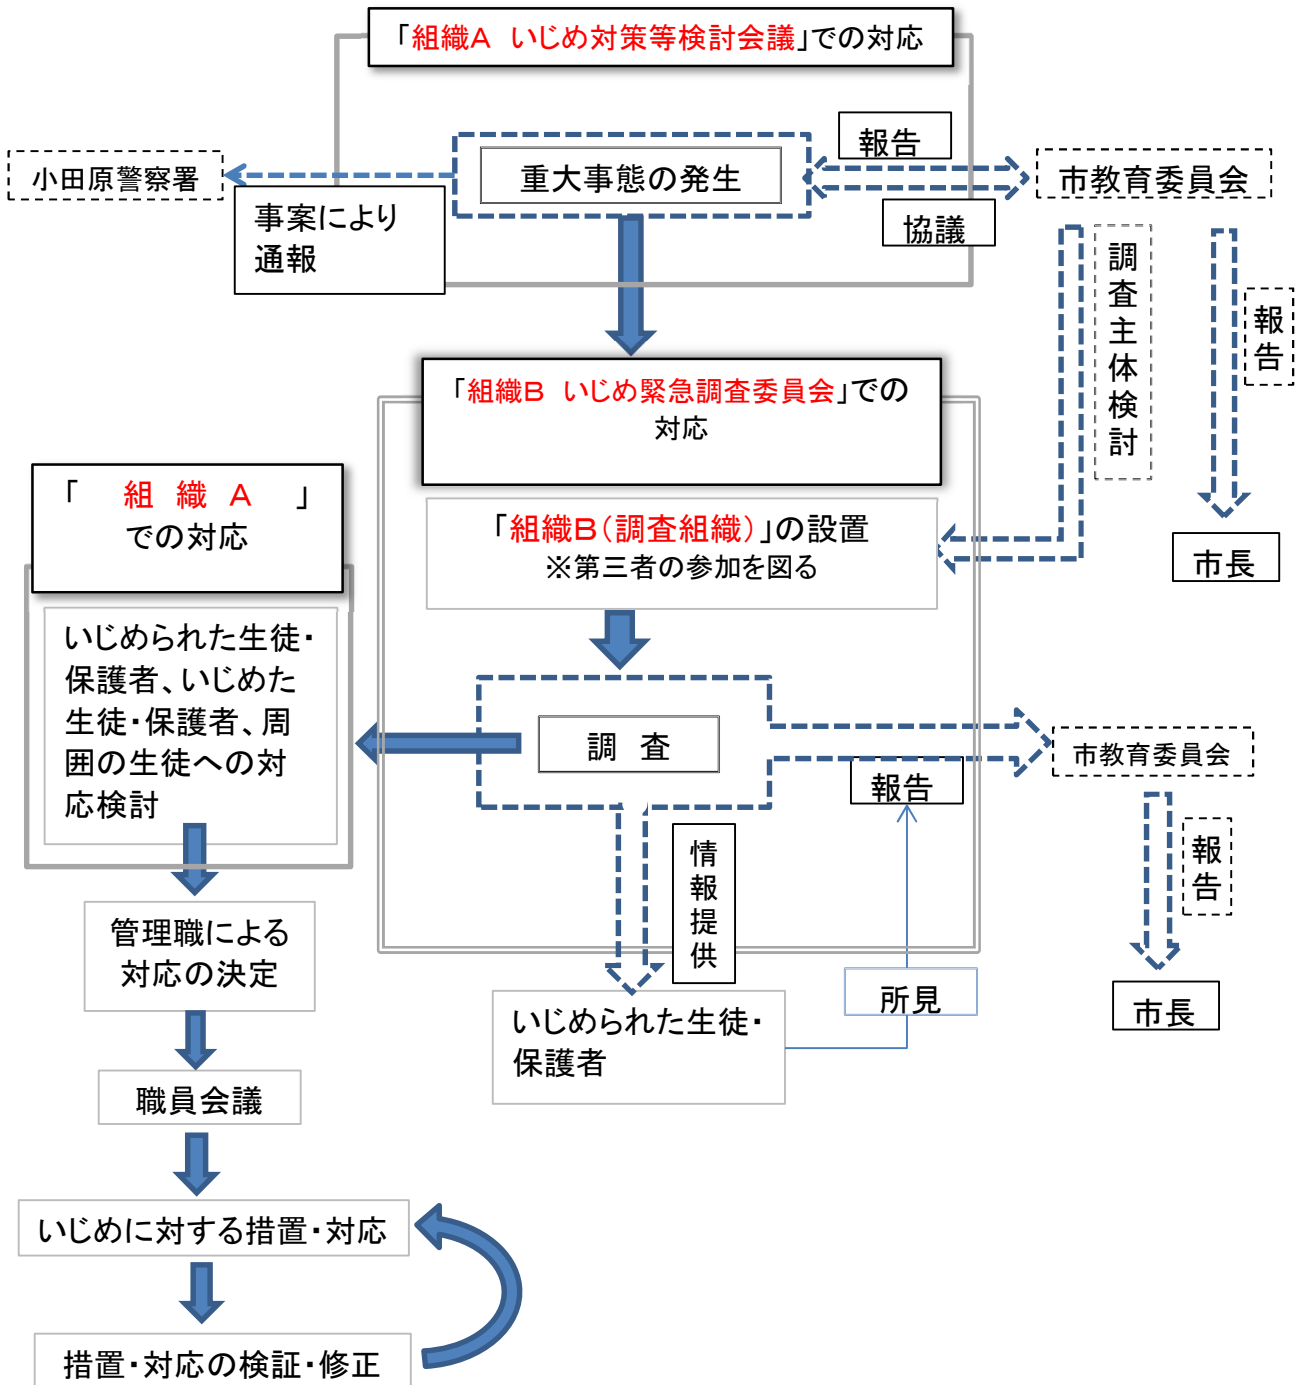 「組織A　いじめ対策等検討会議」での対応
報告
小田原警察署
重大事態の発生
市教育委員会
事案により
通報
協議
調査主体検討
報告
「組織B　いじめ緊急調査委員会」での
対応
「　組 織 A　」
での対応
「組織B(調査組織)」の設置
※第三者の参加を図る
市長
いじめられた生徒・
保護者、いじめた
生徒・保護者、周
囲の生徒への対
応検討
調 査
市教育委員会
報告
情報提供
報告
管理職による
対応の決定
所見
市長
いじめられた生徒・
保護者
職員会議
いじめに対する措置・対応
措置・対応の検証・修正